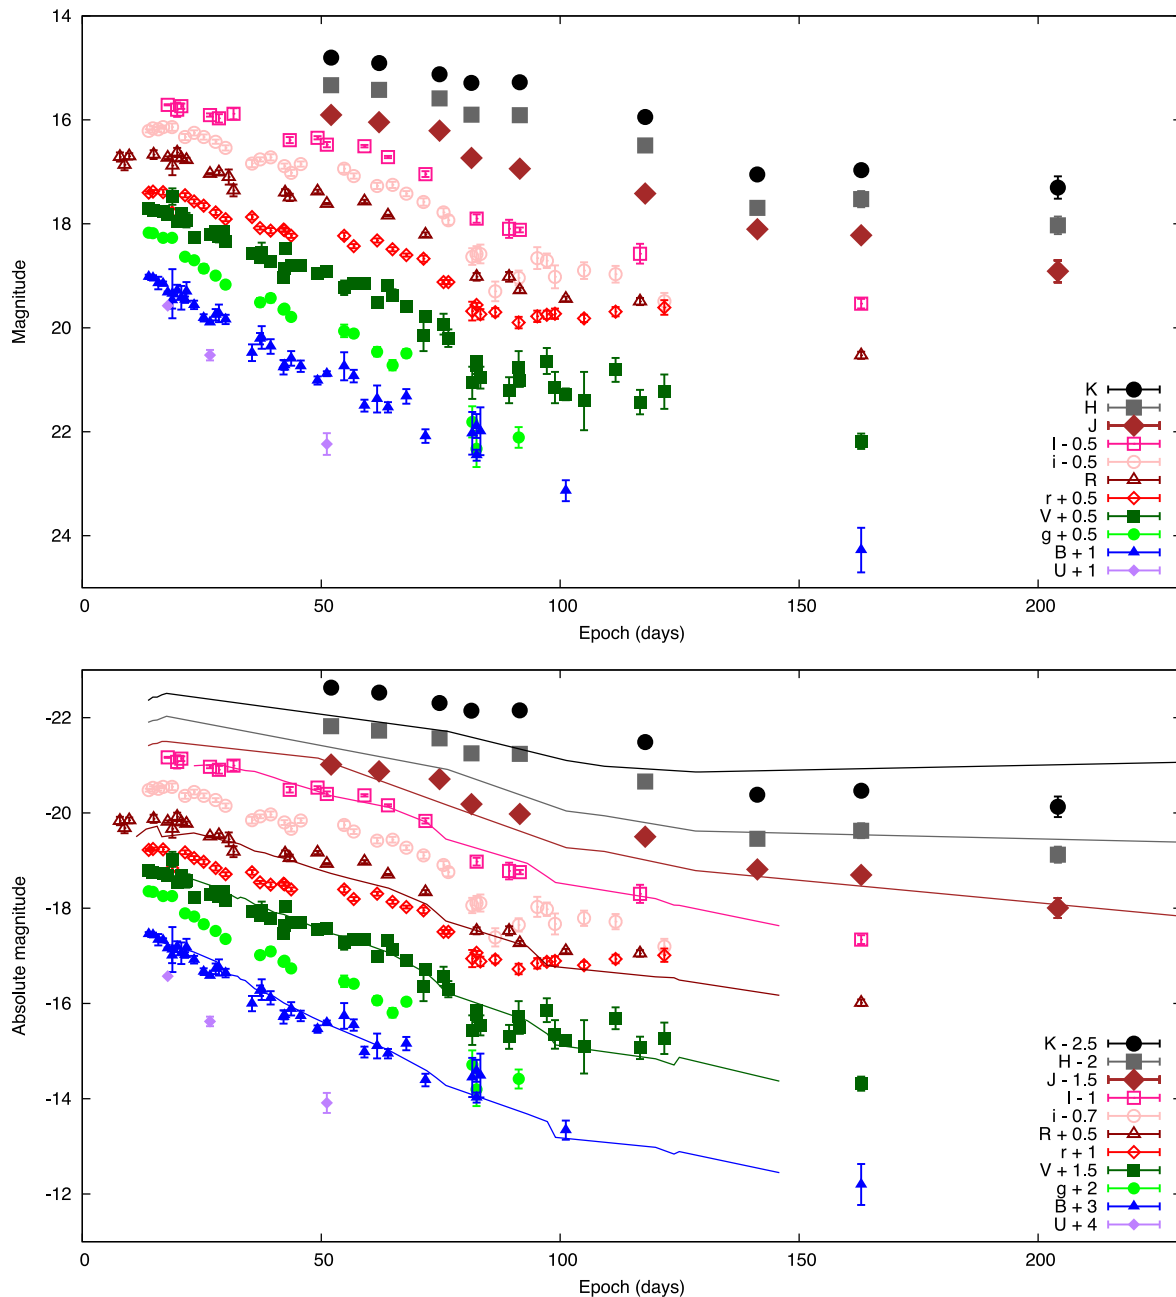 14
16
18
20
22
24
Magnitude
K
H
J
I - 0.5
i - 0.5
R
r + 0.5
V + 0.5
g + 0.5
B + 1
U + 1
0
50
100
150
200
Epoch (days)
-22
-20
-18
-16
-14
-12
Absolute magnitude
K - 2.5
H - 2
J - 1.5
I - 1
i - 0.7
R + 0.5
r + 1
V + 1.5
g + 2
B + 3
U + 4
0
50
100
150
200
Epoch (days)